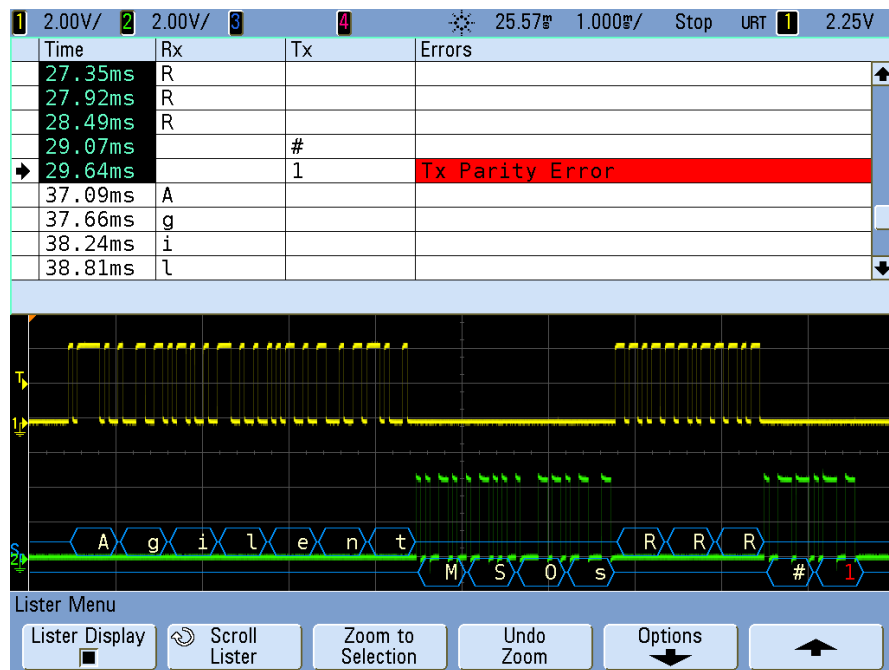 1 2.00V/ 2 2.00V/ 3 4 25.57ms 1.000ms/ Stop URT 1 2.25V
Time Rx Tx Errors
27.35ms R
27.92ms R
28.49ms R
29.07ms #
29.64ms 1 Tx Parity Error
37.09ms A
37.66ms g
38.24ms i
38.81ms l
T
1
A g i l e n t R R R
S
2
M S O s # 1
Lister Menu
Lister Display Scroll Lister Zoom to Selection Undo Zoom Options